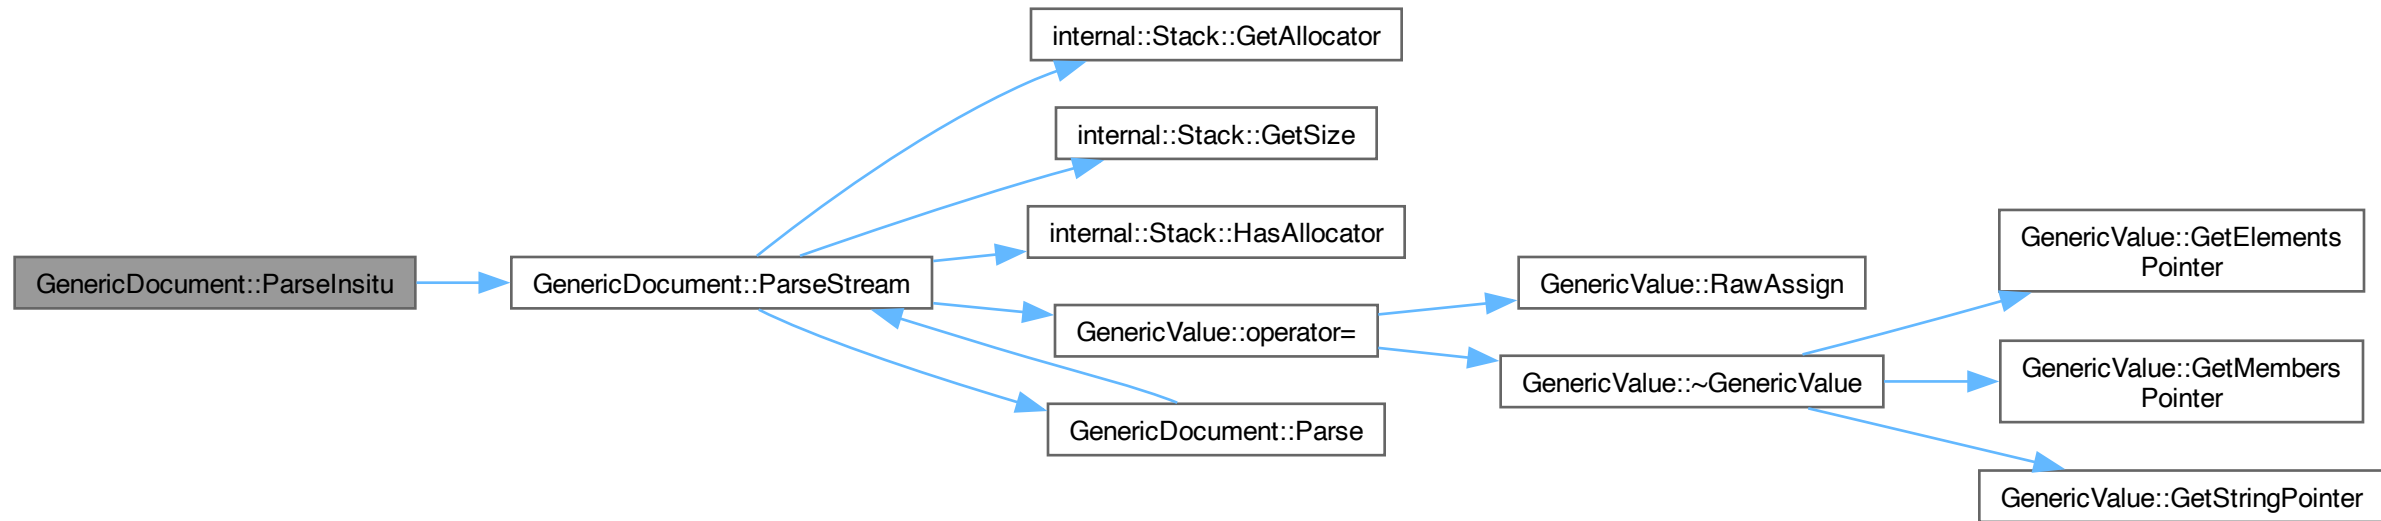 internal::Stack::GetAllocator
internal::Stack::GetSize
internal::Stack::HasAllocator
GenericDocument::ParseInsitu
GenericDocument::ParseStream
GenericValue::operator=
GenericDocument::Parse
GenericValue::RawAssign
GenericValue::~GenericValue
GenericValue::GetElements
Pointer
GenericValue::GetMembers
Pointer
GenericValue::GetStringPointer